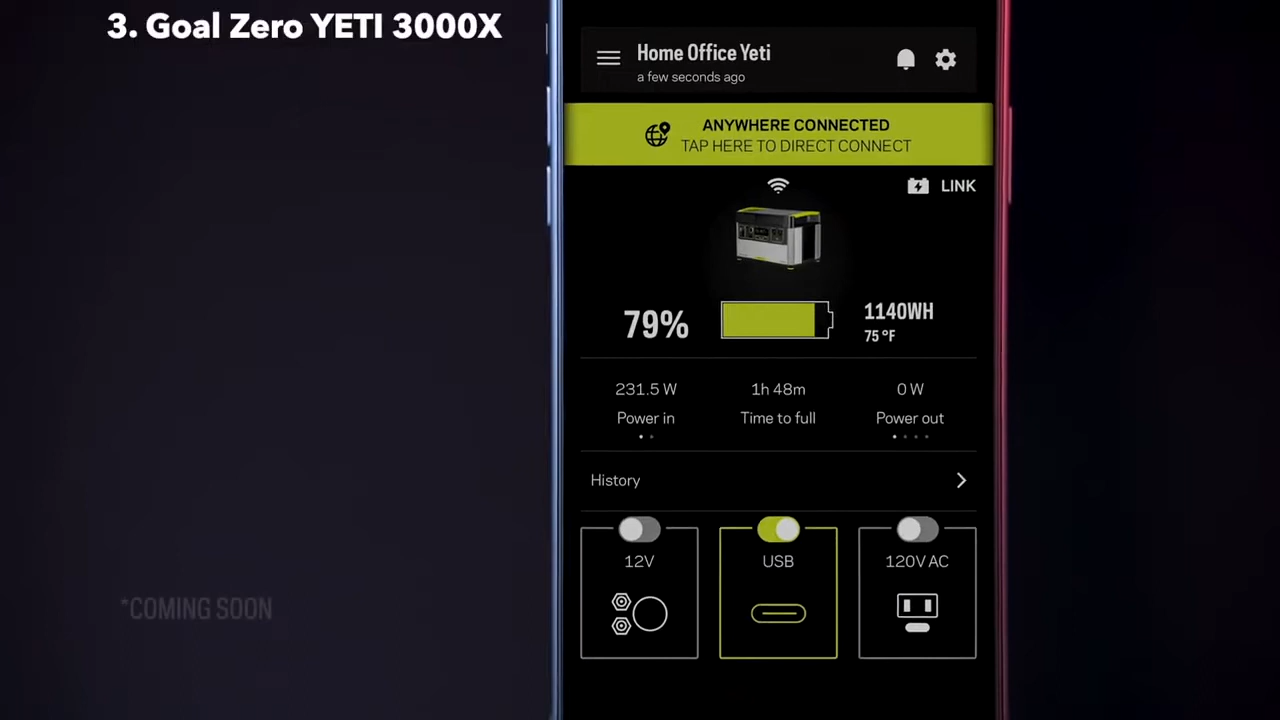 3. Goal Zero YETI 3000X
Home Office Yeti
a few seconds ago
ANYWHERE CONNECTED
TAP HERE TO DIRECT CONNECT
LINK
79%
1140WH
75 °F
231.5 W
1h 48m
0 W
Power in
Time to full
Power out
History
12V
USB
120V AC
*COMING SOON